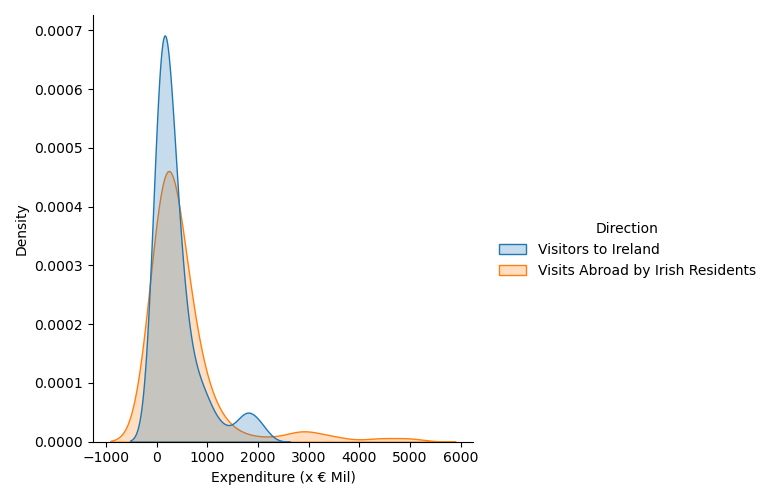 0.0007
0.0006
0.0005
0.0004
0.0003
0.0002
0.0001
0.0000
Density
−1000 0 1000 2000 3000 4000 5000 6000
Expenditure (x € Mil)
Direction
Visitors to Ireland
Visits Abroad by Irish Residents